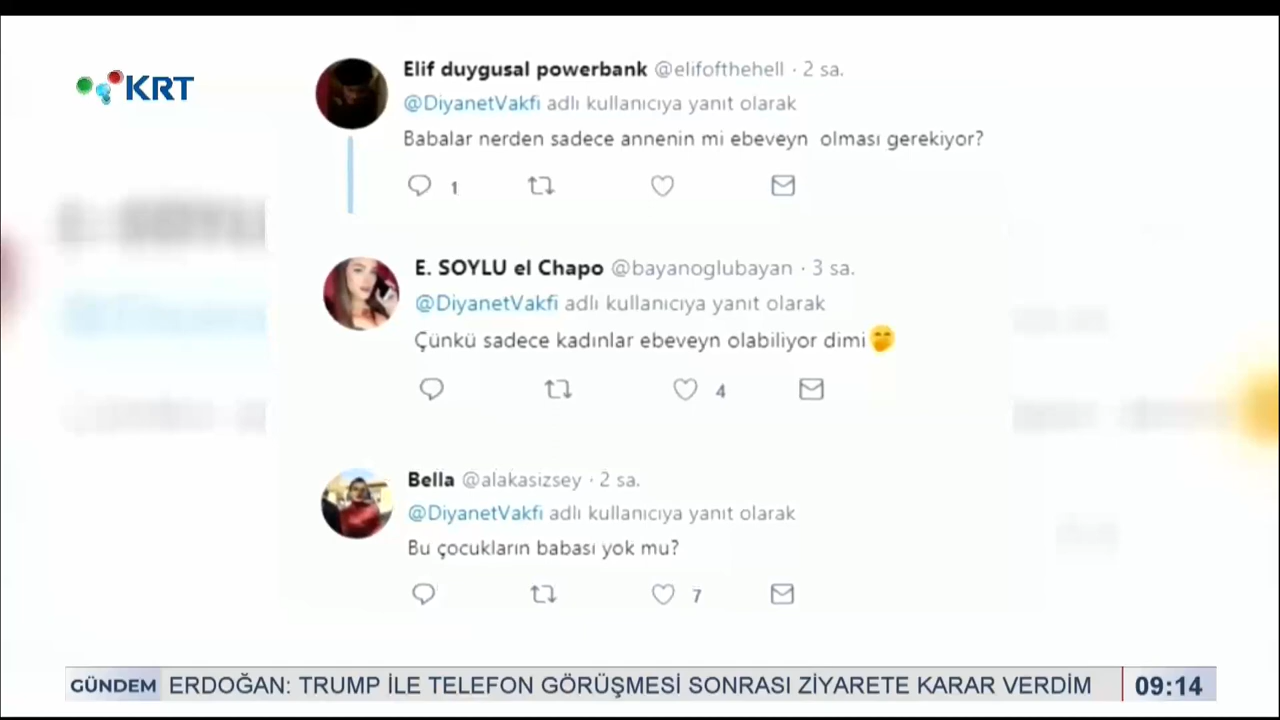 KRT
Elif duygusal powerbank @elifofthehell · 2 sa.
@DiyanetVakfi adlı kullanıcıya yanıt olarak
Babalar nerden sadece annenin mi ebeveyn olması gerekiyor?
1
E. SOYLU el Chapo @bayanoglubayan · 3 sa.
@DiyanetVakfi adlı kullanıcıya yanıt olarak
Çünkü sadece kadınlar ebeveyn olabiliyor dimi🤭
4
Bella @alakasizsey · 2 sa.
@DiyanetVakfi adlı kullanıcıya yanıt olarak
Bu çocukların babası yok mu?
7
GÜNDEM ERDOĞAN: TRUMP İLE TELEFON GÖRÜŞMESİ SONRASI ZİYARETE KARAR VERDİM 09:14